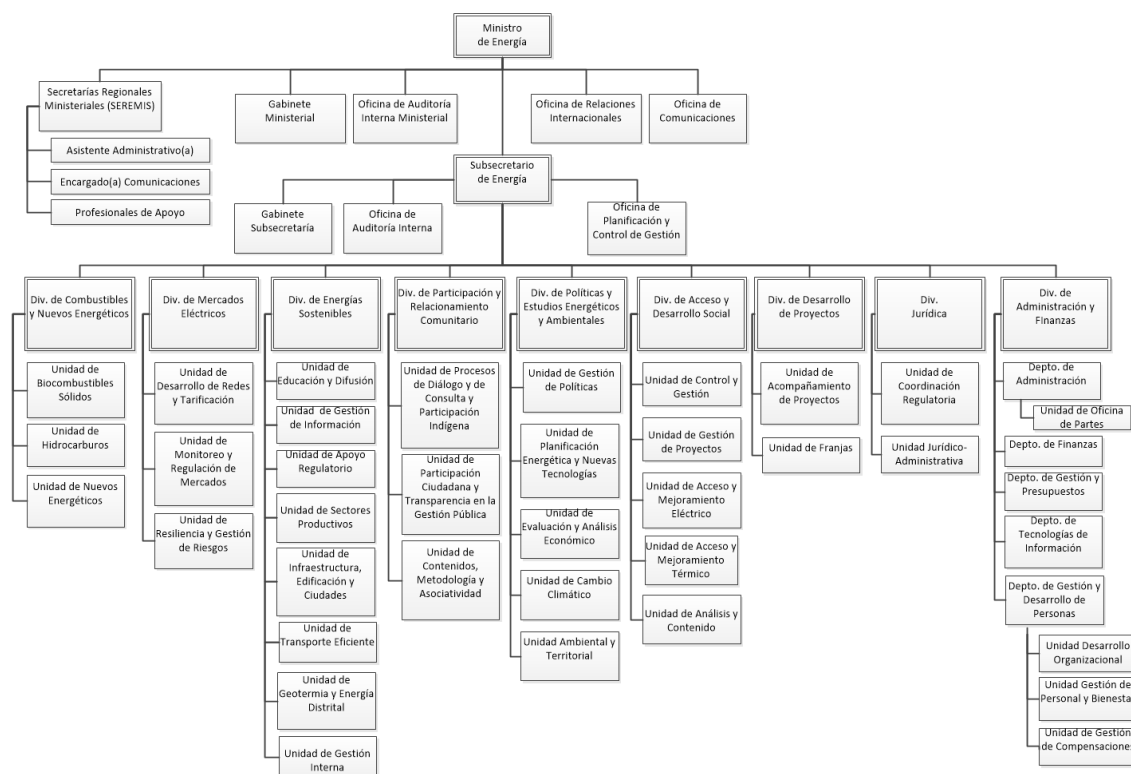 Ministro
de Energía
Secretarías Regionales
Ministeriales (SEREMIS)
Asistente Administrativo(a)
Encargado(a) Comunicaciones
Profesionales de Apoyo
Gabinete
Ministerial
Oficina de Auditoría
Interna Ministerial
Oficina de Relaciones
Internacionales
Oficina de
Comunicaciones
Subsecretario
de Energía
Gabinete
Subsecretaría
Oficina de
Auditoría Interna
Oficina de
Planificación y
Control de Gestión
Div. de Combustibles
y Nuevos Energéticos
Unidad de
Biocombustibles
Sólidos
Unidad de
Hidrocarburos
Unidad de Nuevos
Energéticos
Div. de Mercados
Eléctricos
Unidad de
Desarrollo de Redes
y Tarificación
Unidad de
Monitoreo y
Regulación de
Mercados
Unidad de
Resiliencia y Gestión
de Riesgos
Div. de Energías
Sostenibles
Unidad de
Educación y Difusión
Unidad de Gestión
de Información
Unidad de Apoyo
Regulatorio
Unidad de Sectores
Productivos
Unidad de
Infraestructura,
Edificación y
Ciudades
Unidad de
Transporte Eficiente
Unidad de
Geotermia y Energía
Distrital
Unidad de Gestión
Interna
Div. de Participación y
Relacionamiento
Comunitario
Unidad de Procesos
de Diálogo y de
Consulta y
Participación
Indígena
Unidad de
Participación
Ciudadana y
Transparencia en la
Gestión Pública
Unidad de
Contenidos,
Metodología y
Asociatividad
Div. de Políticas y
Estudios Energéticos
y Ambientales
Unidad de Gestión
de Políticas
Unidad de
Planificación
Energética y Nuevas
Tecnologías
Unidad de
Evaluación y Análisis
Económico
Unidad de Cambio
Climático
Unidad Ambiental y
Territorial
Div. de Acceso y
Desarrollo Social
Unidad de Control y
Gestión
Unidad de Gestión
de Proyectos
Unidad de Acceso y
Mejoramiento
Eléctrico
Unidad de Acceso y
Mejoramiento
Térmico
Unidad de Análisis y
Contenido
Div. de Desarrollo
de Proyectos
Unidad de
Acompañamiento
de Proyectos
Unidad de Franjas
Div.
Jurídica
Unidad de
Coordinación
Regulatoria
Unidad Jurídico-
Administrativa
Div. de
Administración y
Finanzas
Depto. de
Administración
Unidad de Oficina
de Partes
Depto. de Finanzas
Depto. de Gestión y
Presupuestos
Depto. de
Tecnologías de
Información
Depto. de Gestión y
Desarrollo de
Personas
Unidad Desarrollo
Organizacional
Unidad Gestión de
Personal y Bienesta
Unidad de Gestión
de Compensaciones